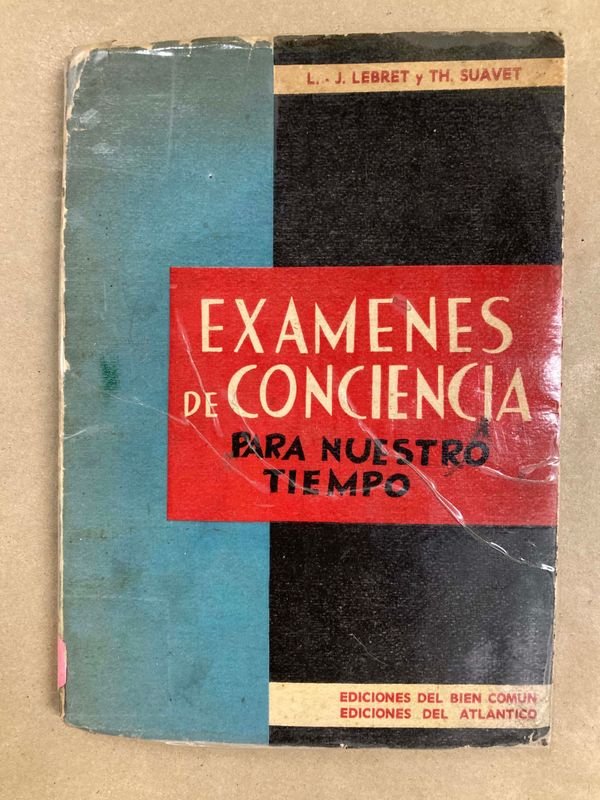 L. - J. LEBRET y TH. SUAVET
EXAMENES
DE CONCIENCIA
PARA NUESTRO
TIEMPO
EDICIONES DEL BIEN COMUN
EDICIONES DEL ATLANTICO